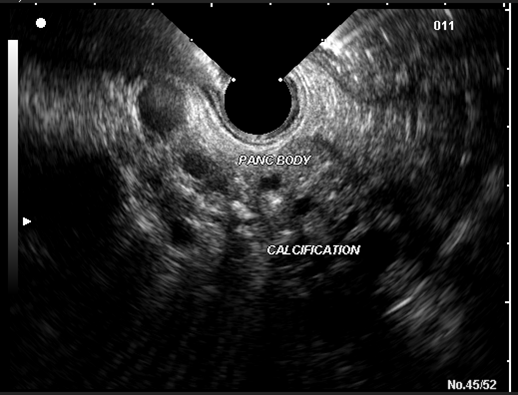 011
PANC BODY
CALCIFICATION
No.45/52